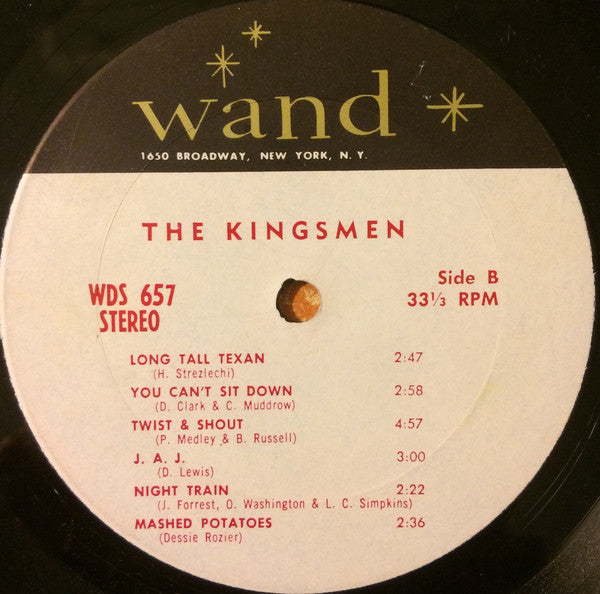 wand
1650 BROADWAY, NEW YORK, N. Y.
THE KINGSMEN
WDS 657
STEREO
Side B
33⅓ RPM
LONG TALL TEXAN 2:47
(H. Strezlechi)
YOU CAN'T SIT DOWN 2:58
(D. Clark & C. Muddrow)
TWIST & SHOUT 4:57
(P. Medley & B. Russell)
J. A. J. 3:00
(D. Lewis)
NIGHT TRAIN 2:22
(J. Forrest, O. Washington & L. C. Simpkins)
MASHED POTATOES 2:36
(Dessie Rozier)